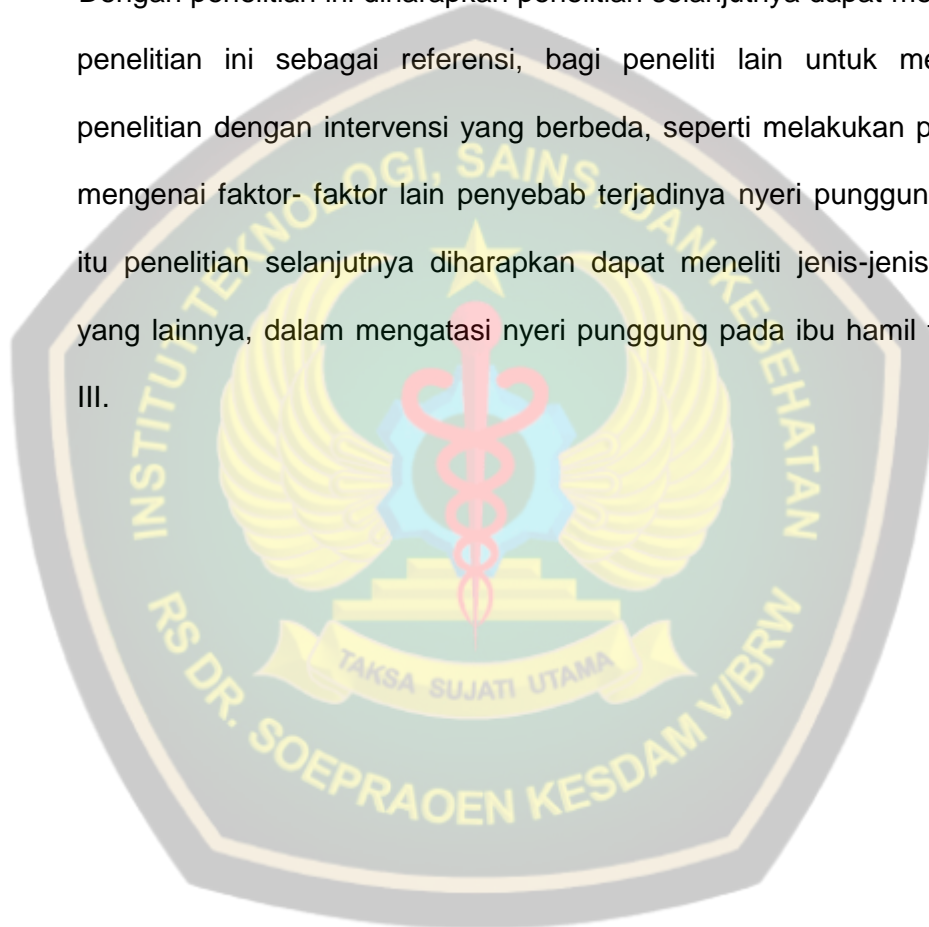 Dengan penelitian ini diharapkan penelitian selanjutnya dapat
penelitian ini sebagai referensi, bagi peneliti lain untuk
penelitian dengan intervensi yang berbeda, seperti melakukan
mengenai faktor- faktor lain penyebab terjadinya nyeri
itu penelitian selanjutnya diharapkan dapat meneliti jenis-jenis
yang lainnya, dalam mengatasi nyeri punggung pada ibu hamil
III.
INSTITUT TEKNOLOGI, SAINS, DAN KESEHATAN
TAKSA SUJATI UTAMA
RS DR. SOEPRAOEN KESDAM V/BRW